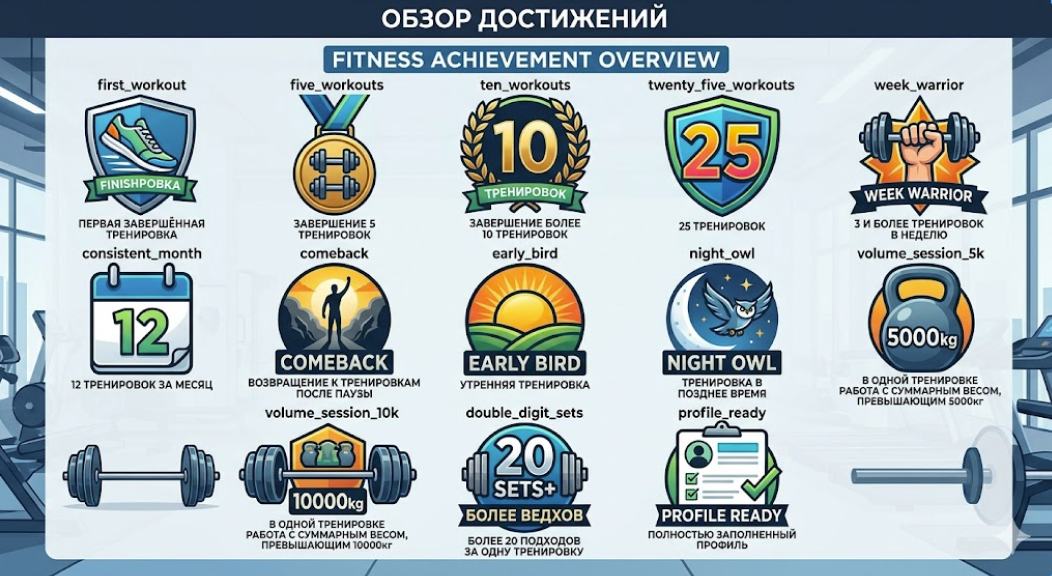 ОБЗОР ДОСТИЖЕНИЙ
FITNESS ACHIEVEMENT OVERVIEW
first_workout
FINISHРОВКА
ПЕРВАЯ ЗАВЕРШЁННАЯ
ТРЕНИРОВКА
five_workouts
ЗАВЕРШЕНИЕ 5
ТРЕНИРОВОК
ten_workouts
10
ТРЕНИРОВОК
ЗАВЕРШЕНИЕ БОЛЕЕ
10 ТРЕНИРОВОК
twenty_five_workouts
25
25 ТРЕНИРОВОК
week_warrior
WEEK WARRIOR
3 И БОЛЕЕ ТРЕНИРОВОК
В НЕДЕЛЮ
consistent_month
12
12 ТРЕНИРОВОК ЗА МЕСЯЦ
comeback
COMEBACK
ВОЗВРАЩЕНИЕ К ТРЕНИРОВКАМ
ПОСЛЕ ПАУЗЫ
early_bird
EARLY BIRD
УТРЕННЯЯ ТРЕНИРОВКА
night_owl
NIGHT OWL
ТРЕНИРОВКА В
ПОЗДНЕЕ ВРЕМЯ
volume_session_5k
5000kg
В ОДНОЙ ТРЕНИРОВКЕ
РАБОТА С СУММАРНЫМ ВЕСОМ,
ПРЕВЫШАЮЩИМ 5000кг
volume_session_10k
10000kg
В ОДНОЙ ТРЕНИРОВКЕ
РАБОТА С СУММАРНЫМ ВЕСОМ,
ПРЕВЫШАЮЩИМ 10000кг
double_digit_sets
20
SETS+
БОЛЕЕ ВЕДХОВ
БОЛЕЕ 20 ПОДХОДОВ
ЗА ОДНУ ТРЕНИРОВКУ
profile_ready
PROFILE READY
ПОЛНОСТЬЮ ЗАПОЛНЕННЫЙ
ПРОФИЛЬ